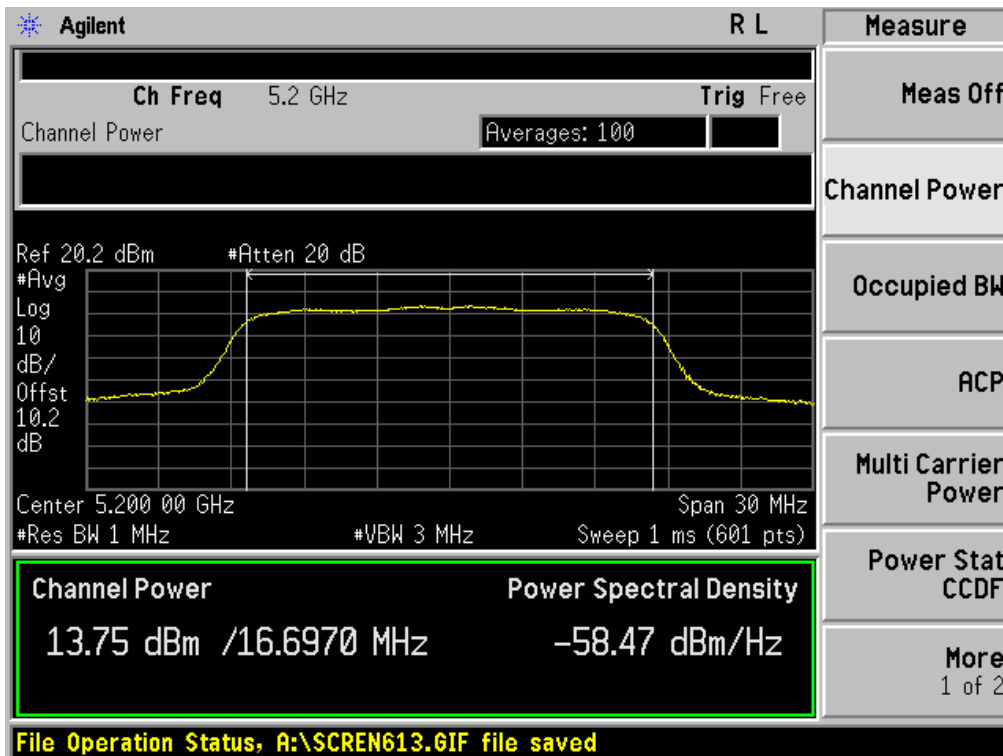 Agilent R L Measure
Ch Freq 5.2 GHz Trig Free
Meas Off
Channel Power Averages: 100
Channel Power
Ref 20.2 dBm #Atten 20 dB
#Avg
Log
10
dB/
Offst
10.2
dB
Occupied BW
ACP
Multi Carrier
Power
Center 5.200 00 GHz Span 30 MHz
#Res BW 1 MHz #VBW 3 MHz Sweep 1 ms (601 pts)
Power Stat
CCDF
Channel Power Power Spectral Density
13.75 dBm /16.6970 MHz -58.47 dBm/Hz
More
1 of 2
File Operation Status, A:\SCREN613.GIF file saved